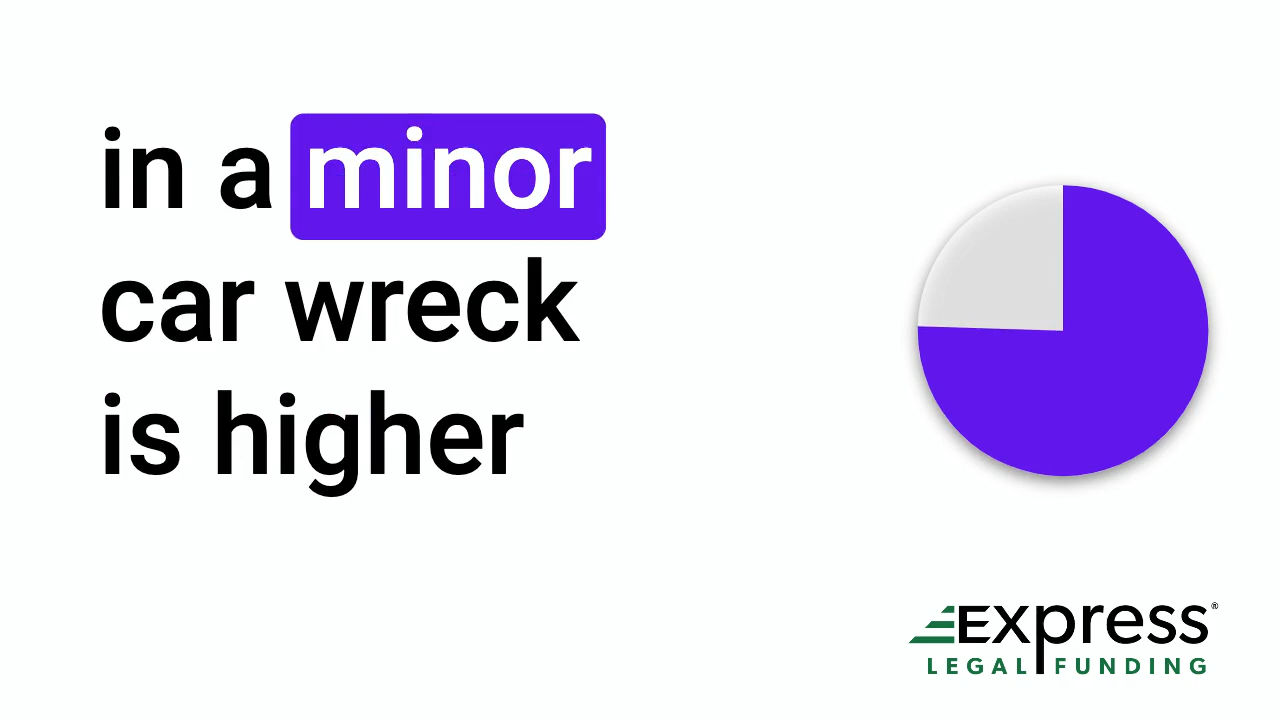 in a minor
car wreck
is higher
Express®
LEGAL FUNDING